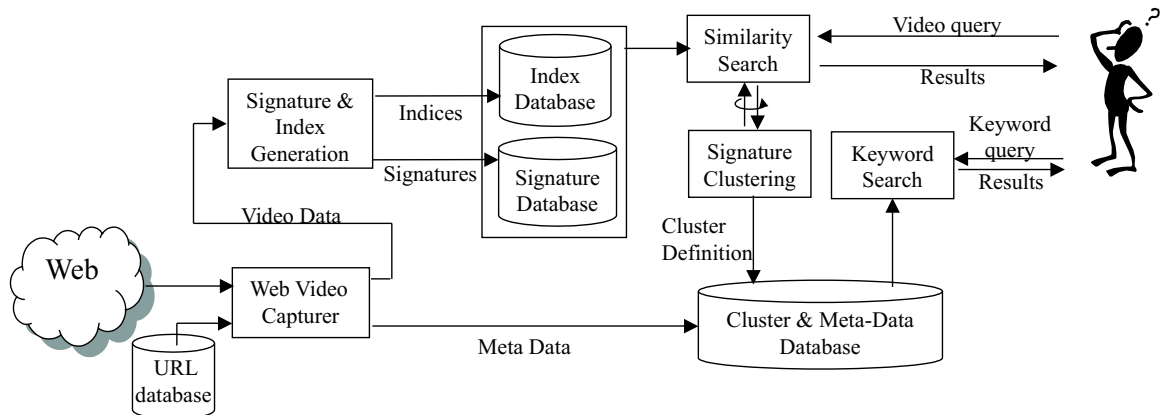 ?
Video query
Results
Similarity
Search
Index
Database
Signature &
Index
Generation
Indices
Signatures
Signature
Database
Signature
Clustering
Keyword
Search
Keyword
query
Results
Video Data
Cluster
Definition
Web
Web Video
Capturer
Cluster & Meta-Data
Database
Meta Data
URL
database